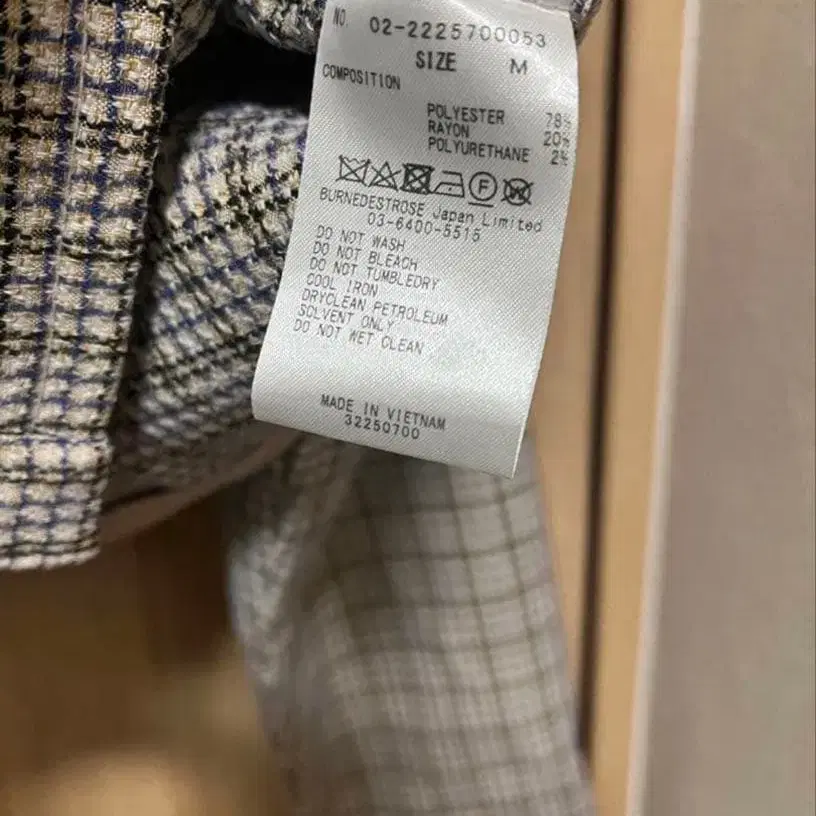 NO. 02-2225700053
SIZE M
COMPOSITION
POLYESTER 78%
RAYON 20%
POLYURETHANE 2%
F W
BURNEDESTROSE Japan Limited
03-6400-5515
DO NOT WASH
DO NOT BLEACH
DO NOT TUMBLEDRY
COOL IRON
DRYCLEAN PETROLEUM
SOLVENT ONLY
DO NOT WET CLEAN
MADE IN VIETNAM
32250700